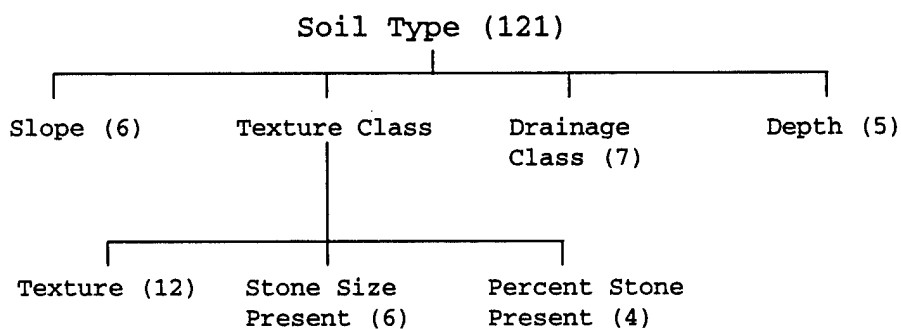 Soil Type (121)
Slope (6)
Texture Class
Drainage
Class (7)
Depth (5)
Texture (12)
Stone Size
Present (6)
Percent Stone
Present (4)